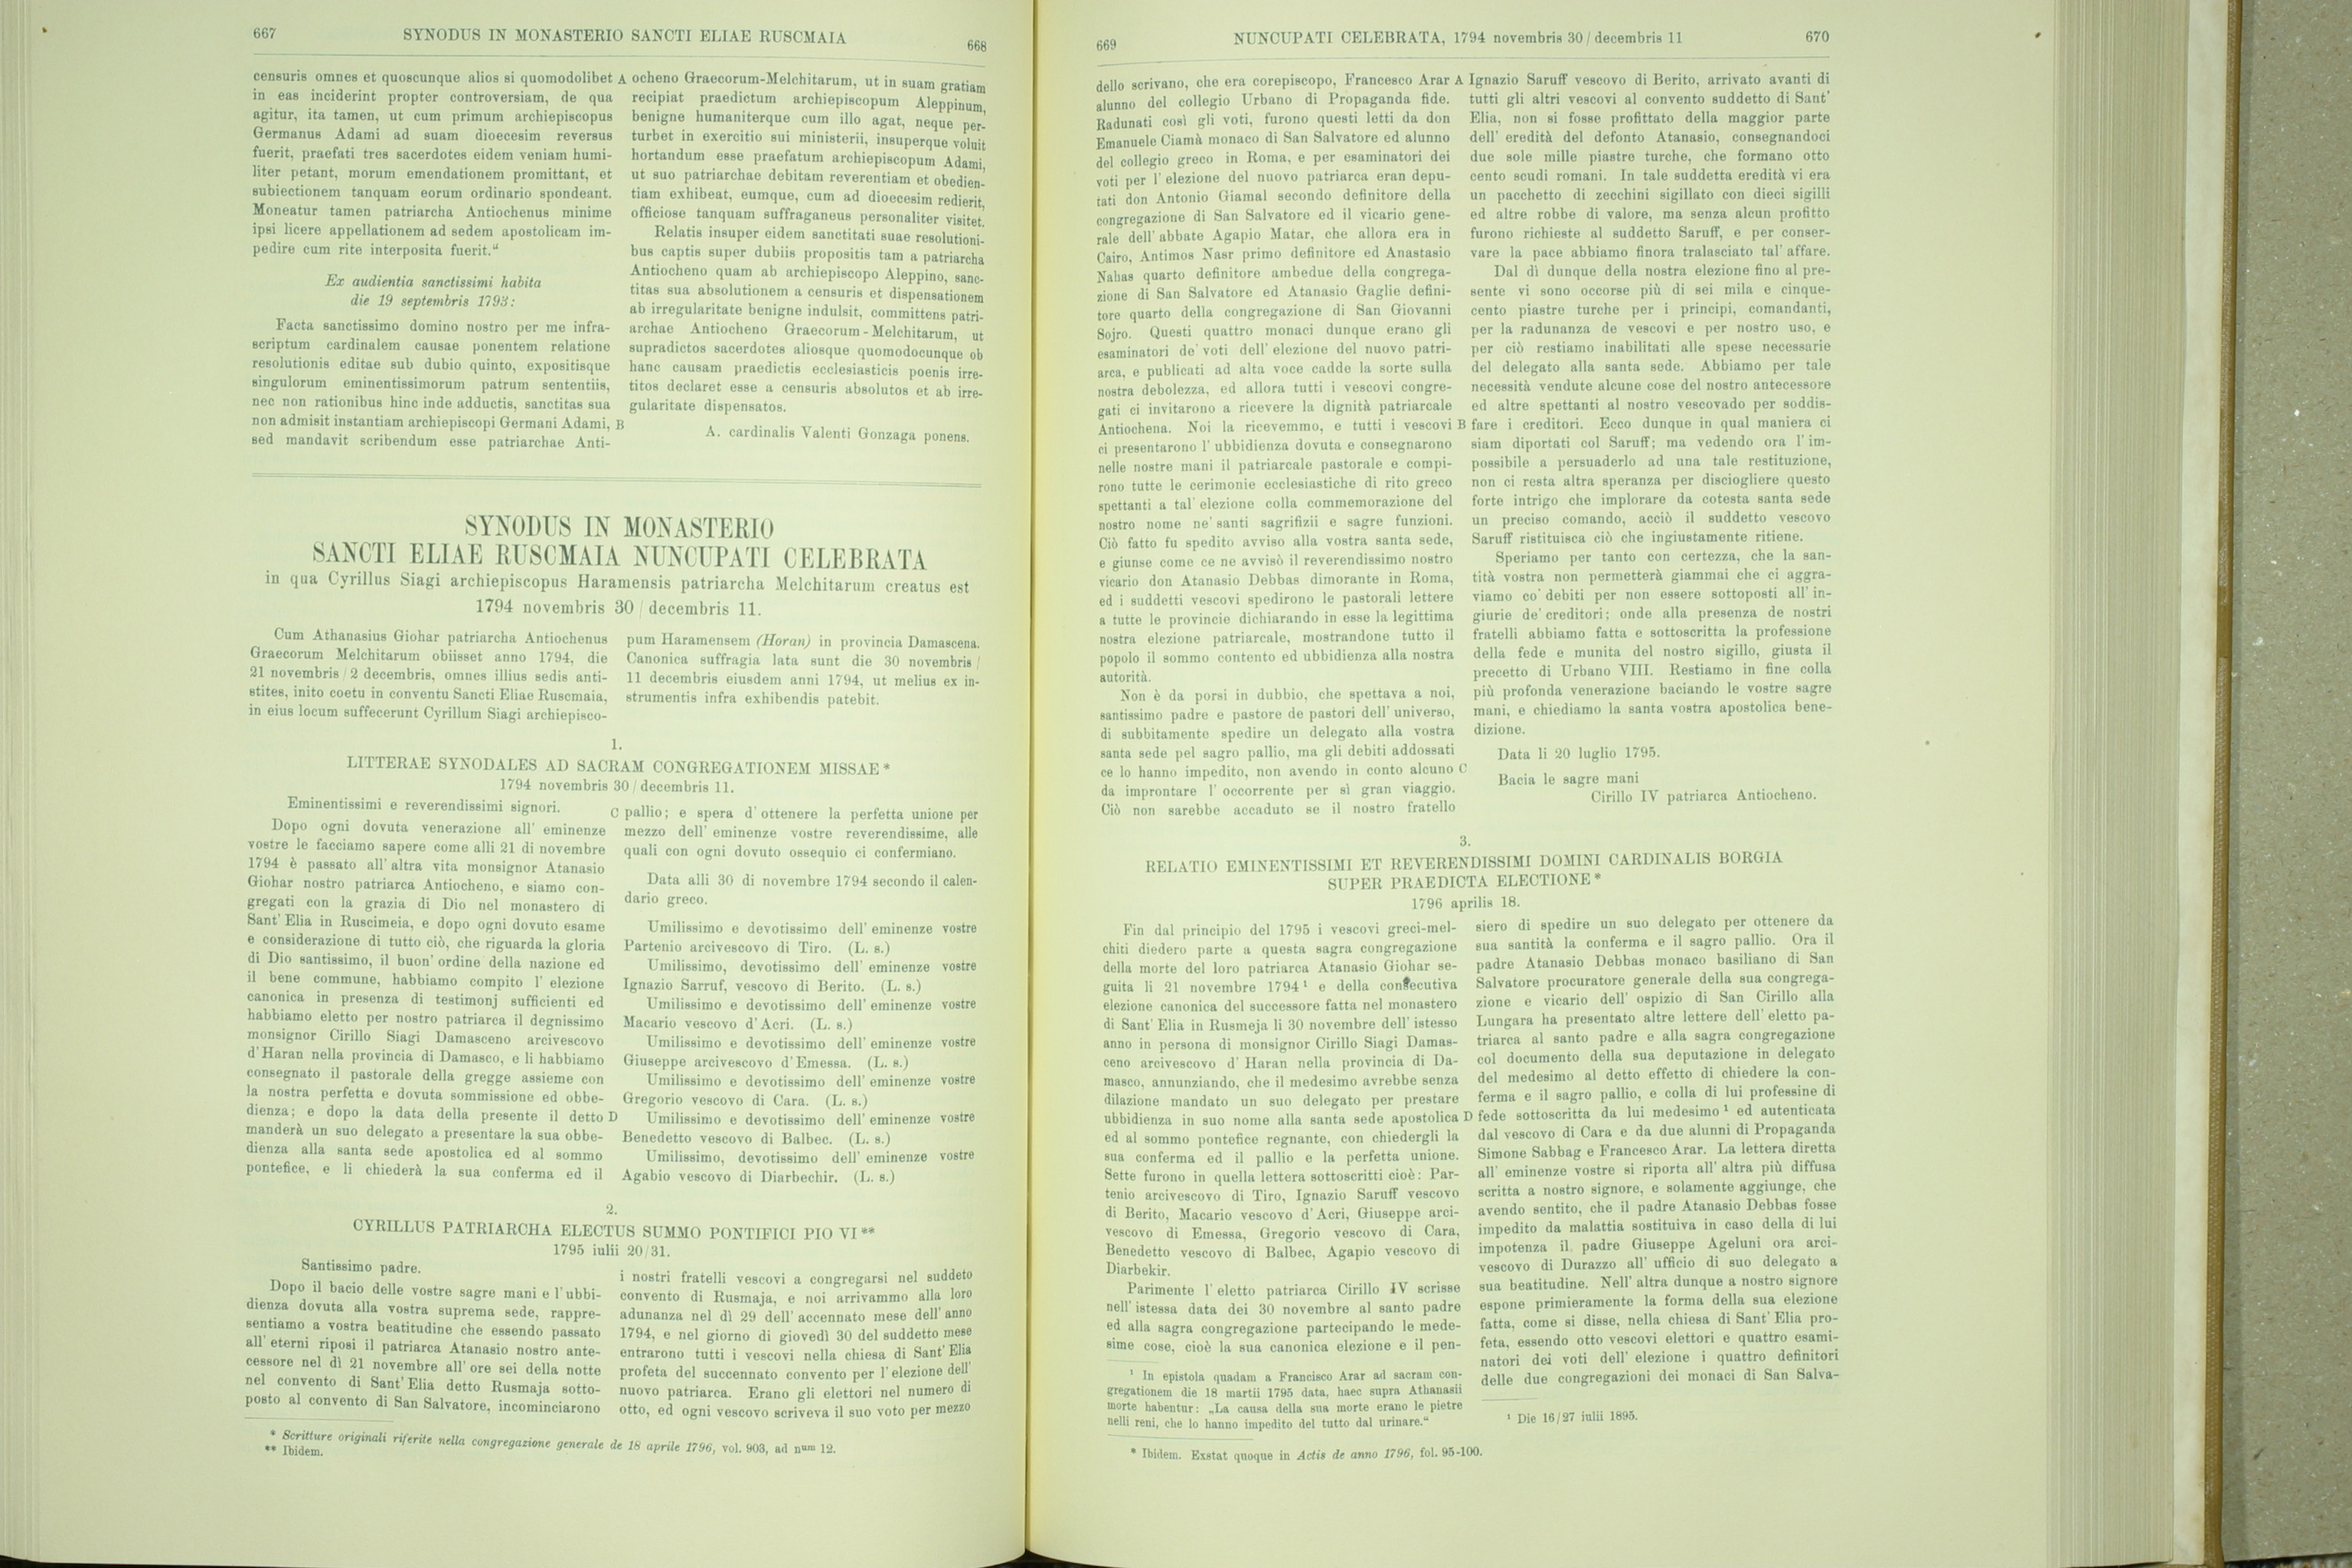 667
SYNODUS IN MONASTERIO SANCTI ELIAE RUSCMAIA
668
censuris omnes et quoscunque alios si quomodolibet
in eas inciderint propter controversiam, de qua
agitur, ita tamen, ut cum primum archiepiscopus
Germanus Adami ad suam dioecesim reversus
fuerit, praefati tres sacerdotes eidem veniam humi-
liter petant, morum emendationem promittant, et
subiectionem tanquam eorum ordinario spondeant.
Moneatur tamen patriarcha Antiochenus minime
ipsi licere appellationem ad sedem apostolicam im-
pedire cum rite interposita fuerit.“
Ex audientia sanctissimi habita
die 19 septembris 1793:
Facta sanctissimo domino nostro per me infra-
scriptum cardinalem causae ponentem relatione
resolutionis editae sub dubio quinto, expositisque
singulorum eminentissimorum patrum sententiis,
nec non rationibus hinc inde adductis, sanctitas sua
non admisit instantiam archiepiscopi Germani Adami,
sed mandavit scribendum esse patriarchae Anti-
A
B
ocheno Graecorum-Melchitarum, ut in suam gratiam
recipiat praedictum archiepiscopum Aleppinum,
benigne humaniterque cum illo agat, neque per-
turbet in exercitio sui ministerii, insuperque voluit
hortandum esse praefatum archiepiscopum Adami,
ut suo patriarchae debitam reverentiam et obedien-
tiam exhibeat, eumque, cum ad dioecesim redierit,
officiose tanquam suffraganeus personaliter visitet.
Relatis insuper eidem sanctitati suae resolutioni-
bus captis super dubiis propositis tam a patriarcha
Antiocheno quam ab archiepiscopo Aleppino, sanc-
titas sua absolutionem a censuris et dispensationem
ab irregularitate benigne indulsit, committens patri-
archae Antiocheno Graecorum-Melchitarum, ut
supradictos sacerdotes aliosque quomodocunque ob
hanc causam praedictis ecclesiasticis poenis irre-
titos declaret esse a censuris absolutos et ab irre-
gularitate dispensatos.
A. cardinalis Valenti Gonzaga ponens.
SYNODUS IN MONASTERIO
SANCTI ELIAE RUSCMAIA NUNCUPATI CELEBRATA
in qua Cyrillus Siagi archiepiscopus Haramensis patriarcha Melchitarum creatus est
1794 novembris 30 / decembris 11.
Cum Athanasius Giohar patriarcha Antiochenus
Graecorum Melchitarum obiisset anno 1794, die
21 novembris / 2 decembris, omnes illius sedis anti-
stites, inito coetu in conventu Sancti Eliae Ruscmaia,
in eius locum suffecerunt Cyrillum Siagi archiepisco-
pum Haramensem (Horan) in provincia Damascena.
Canonica suffragia lata sunt die 30 novembris /
11 decembris eiusdem anni 1794, ut melius ex in-
strumentis infra exhibendis patebit.
1.
LITTERAE SYNODALES AD SACRAM CONGREGATIONEM MISSAE*
1794 novembris 30 / decembris 11.
Eminentissimi e reverendissimi signori.
Dopo ogni dovuta venerazione all' eminenze
vostre le facciamo sapere come alli 21 di novembre
1794 è passato all' altra vita monsignor Atanasio
Giohar nostro patriarca Antiocheno, e siamo con-
gregati con la grazia di Dio nel monastero di
Sant' Elia in Ruscimeia, e dopo ogni dovuto esame
e considerazione di tutto ciò, che riguarda la gloria
di Dio santissimo, il buon' ordine della nazione ed
il bene commune, habbiamo compito l' elezione
canonica in presenza di testimonj sufficienti ed
habbiamo eletto per nostro patriarca il degnissimo
monsignor Cirillo Siagi Damasceno arcivescovo
d' Haran nella provincia di Damasco, e li habbiamo
consegnato il pastorale della gregge assieme con
la nostra perfetta e dovuta sommissione ed obbe-
dienza; e dopo la data della presente il detto
manderà un suo delegato a presentare la sua obbe-
dienza alla santa sede apostolica ed al sommo
pontefice, e li chiederà la sua conferma ed il
C
D
pallio; e spera d' ottenere la perfetta unione per
mezzo dell' eminenze vostre reverendissime, alle
quali con ogni dovuto ossequio ci confermiano.
Data alli 30 di novembre 1794 secondo il calen-
dario greco.
Umilissimo e devotissimo dell' eminenze vostre
Partenio arcivescovo di Tiro. (L. s.)
Umilissimo, devotissimo dell' eminenze vostre
Ignazio Sarruf, vescovo di Berito. (L. s.)
Umilissimo e devotissimo dell' eminenze vostre
Macario vescovo d' Acri. (L. s.)
Umilissimo e devotissimo dell' eminenze vostre
Giuseppe arcivescovo d' Emessa. (L. s.)
Umilissimo e devotissimo dell' eminenze vostre
Gregorio vescovo di Cara. (L. s.)
Umilissimo e devotissimo dell' eminenze vostre
Benedetto vescovo di Balbec. (L. s.)
Umilissimo, devotissimo dell' eminenze vostre
Agabio vescovo di Diarbechir. (L. s.)
2.
CYRILLUS PATRIARCHA ELECTUS SUMMO PONTIFICI PIO VI**
1795 iulii 20/31.
Santissimo padre.
Dopo il bacio delle vostre sagre mani e l' ubbi-
dienza dovuta alla vostra suprema sede, rappre-
sentiamo a vostra beatitudine che essendo passato
all' eterni riposi il patriarca Atanasio nostro ante-
cessore nel dì 21 novembre all' ore sei della notte
nel convento di Sant' Elia detto Rusmaja sotto-
posto al convento di San Salvatore, incominciarono
i nostri fratelli vescovi a congregarsi nel suddeto
convento di Rusmaja, e noi arrivammo alla loro
adunanza nel dì 29 dell' accennato mese dell' anno
1794, e nel giorno di giovedì 30 del suddetto mese
entrarono tutti i vescovi nella chiesa di Sant' Elia
profeta del succennato convento per l' elezione dell'
nuovo patriarca. Erano gli elettori nel numero di
otto, ed ogni vescovo scriveva il suo voto per mezzo
* Scritture originali riferite nella congregazione generale de 18 aprile 1796, vol. 903, ad num 12.
** Ibidem.
669
NUNCUPATI CELEBRATA, 1794 novembris 30 / decembris 11
670
dello scrivano, che era corepiscopo, Francesco Arar
alunno del collegio Urbano di Propaganda fide.
Radunati così gli voti, furono questi letti da don
Emanuele Ciamà monaco di San Salvatore ed alunno
del collegio greco in Roma, e per esaminatori dei
voti per l' elezione del nuovo patriarca eran depu-
tati don Antonio Giamal secondo definitore della
congregazione di San Salvatore ed il vicario gene-
rale dell' abbate Agapio Matar, che allora era in
Cairo, Antimos Nasr primo definitore ed Anastasio
Nahas quarto definitore ambedue della congrega-
zione di San Salvatore ed Atanasio Gaglie defini-
tore quarto della congregazione di San Giovanni
Sojro. Questi quattro monaci dunque erano gli
esaminatori de' voti dell' elezione del nuovo patri-
arca, e publicati ad alta voce cadde la sorte sulla
nostra debolezza, ed allora tutti i vescovi congre-
gati ci invitarono a ricevere la dignità patriarcale
Antiochena. Noi la ricevemmo, e tutti i vescovi
ci presentarono l' ubbidienza dovuta e consegnarono
nelle nostre mani il patriarcale pastorale e compi-
rono tutte le cerimonie ecclesiastiche di rito greco
spettanti a tal' elezione colla commemorazione del
nostro nome ne' santi sagrifizii e sagre funzioni.
Ciò fatto fu spedito avviso alla vostra santa sede,
e giunse come ce ne avvisò il reverendissimo nostro
vicario don Atanasio Debbas dimorante in Roma,
ed i suddetti vescovi spedirono le pastorali lettere
a tutte le provincie dichiarando in esse la legittima
nostra elezione patriarcale, mostrandone tutto il
popolo il sommo contento ed ubbidienza alla nostra
autorità.
Non è da porsi in dubbio, che spettava a noi,
santissimo padre e pastore de pastori dell' universo,
di subbitamente spedire un delegato alla vostra
santa sede pel sagro pallio, ma gli debiti addossati
ce lo hanno impedito, non avendo in conto alcuno
da improntare l' occorrente per sì gran viaggio.
Ciò non sarebbe accaduto se il nostro fratello
A
B
C
Ignazio Saruff vescovo di Berito, arrivato avanti di
tutti gli altri vescovi al convento suddetto di Sant'
Elia, non si fosse profittato della maggior parte
dell' eredità del defonto Atanasio, consegnandoci
due sole mille piastre turche, che formano otto
cento scudi romani. In tale suddetta eredità vi era
un pacchetto di zecchini sigillato con dieci sigilli
ed altre robbe di valore, ma senza alcun profitto
furono richieste al suddetto Saruff, e per conser-
vare la pace abbiamo finora tralasciato tal' affare.
Dal dì dunque della nostra elezione fino al pre-
sente vi sono occorse più di sei mila e cinque-
cento piastre turche per i principi, comandanti,
per la radunanza de vescovi e per nostro uso, e
per ciò restiamo inabilitati alle spese necessarie
del delegato alla santa sede. Abbiamo per tale
necessità vendute alcune cose del nostro antecessore
ed altre spettanti al nostro vescovado per soddis-
fare i creditori. Ecco dunque in qual maniera ci
siam diportati col Saruff; ma vedendo ora l' im-
possibile a persuaderlo ad una tale restituzione,
non ci resta altra speranza per disciogliere questo
forte intrigo che implorare da cotesta santa sede
un preciso comando, acciò il suddetto vescovo
Saruff ristituisca ciò che ingiustamente ritiene.
Speriamo per tanto con certezza, che la san-
tità vostra non permetterà giammai che ci aggra-
viamo co' debiti per non essere sottoposti all' in-
giurie de' creditori; onde alla presenza de nostri
fratelli abbiamo fatta e sottoscritta la professione
della fede e munita del nostro sigillo, giusta il
precetto di Urbano VIII. Restiamo in fine colla
più profonda venerazione baciando le vostre sagre
mani, e chiediamo la santa vostra apostolica bene-
dizione.
Data li 20 luglio 1795.
Bacia le sagre mani
Cirillo IV patriarca Antiocheno.
3.
RELATIO EMINENTISSIMI ET REVERENDISSIMI DOMINI CARDINALIS BORGIA
SUPER PRAEDICTA ELECTIONE*
1796 aprilis 18.
Fin dal principio del 1795 i vescovi greci-mel-
chiti diedero parte a questa sagra congregazione
della morte del loro patriarca Atanasio Giohar se-
guita li 21 novembre 1794 ¹ e della consecutiva
elezione canonica del successore fatta nel monastero
di Sant' Elia in Rusmeja li 30 novembre dell' istesso
anno in persona di monsignor Cirillo Siagi Damas-
ceno arcivescovo d' Haran nella provincia di Da-
masco, annunziando, che il medesimo avrebbe senza
dilazione mandato un suo delegato per prestare
ubbidienza in suo nome alla santa sede apostolica
ed al sommo pontefice regnante, con chiedergli la
sua conferma ed il pallio e la perfetta unione.
Sette furono in quella lettera sottoscritti cioè: Par-
tenio arcivescovo di Tiro, Ignazio Saruff vescovo
di Berito, Macario vescovo d' Acri, Giuseppe arci-
vescovo di Emessa, Gregorio vescovo di Cara,
Benedetto vescovo di Balbec, Agapio vescovo di
Diarbekir.
Parimente l' eletto patriarca Cirillo IV scrisse
nell' istessa data dei 30 novembre al santo padre
ed alla sagra congregazione partecipando le mede-
sime cose, cioè la sua canonica elezione e il pen-
D
siero di spedire un suo delegato per ottenere da
sua santità la conferma e il sagro pallio. Ora il
padre Atanasio Debbas monaco basiliano di San
Salvatore procuratore generale della sua congrega-
zione e vicario dell' ospizio di San Cirillo alla
Lungara ha presentato altre lettere dell' eletto pa-
triarca al santo padre e alla sagra congregazione
col documento della sua deputazione in delegato
del medesimo al detto effetto di chiedere la con-
ferma e il sagro pallio, e colla di lui professine di
fede sottoscritta da lui medesimo ¹ ed autenticata
dal vescovo di Cara e da due alunni di Propaganda
Simone Sabbag e Francesco Arar. La lettera diretta
all' eminenze vostre si riporta all' altra più diffusa
scritta a nostro signore, e solamente aggiunge, che
avendo sentito, che il padre Atanasio Debbas fosse
impedito da malattia sostituiva in caso della di lui
impotenza il padre Giuseppe Ageluni ora arci-
vescovo di Durazzo all' ufficio di suo delegato a
sua beatitudine. Nell' altra dunque a nostro signore
espone primieramente la forma della sua elezione
fatta, come si disse, nella chiesa di Sant' Elia pro-
feta, essendo otto vescovi elettori e quattro esami-
natori dei voti dell' elezione i quattro definitori
delle due congregazioni dei monaci di San Salva-
¹ In epistola quadam a Francisco Arar ad sacram con-
gregationem die 18 martii 1795 data, haec supra Athanasii
morte habentur: „La causa della sua morte erano le pietre
nelli reni, che lo hanno impedito del tutto dal urinare.“
¹ Die 16/27 iulii 1895.
* Ibidem. Exstat quoque in Actis de anno 1796, fol. 95-100.